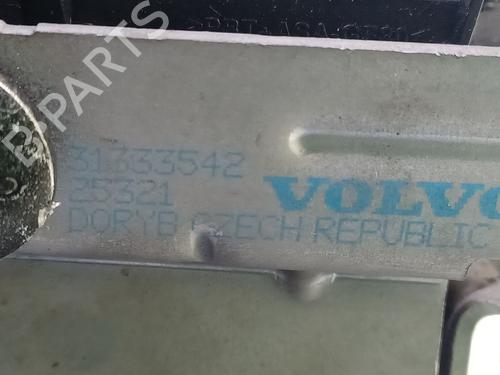 31333542
25321 VOLVO
DORYB CZECH REPUBLIC
B-PARTS